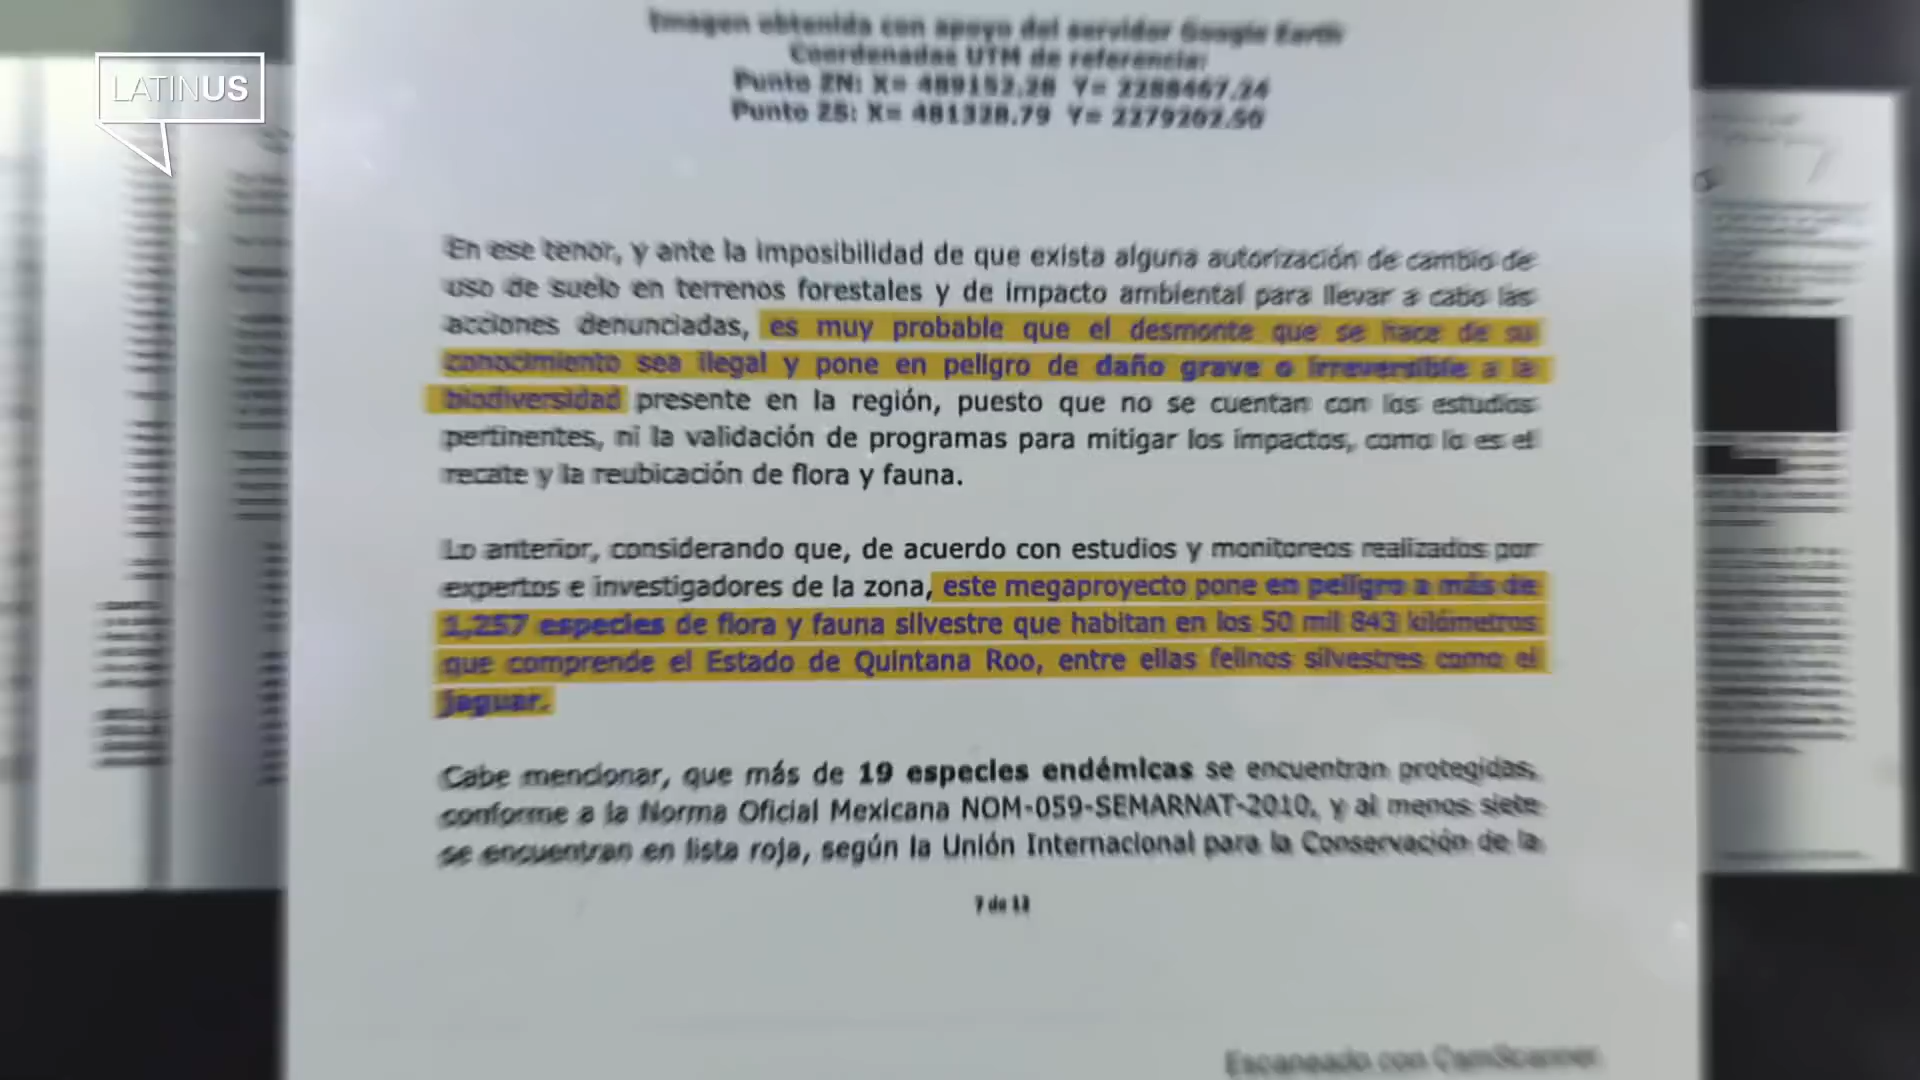 LATINUS
Imagen obtenida con apoyo del servidor Google Earth
Coordenadas UTM de referencia:
Punto ZN: X= 489152.28 Y= 2288467.24
Punto ZS: X= 481328.79 Y= 2279202.50
En ese tenor, y ante la imposibilidad de que exista alguna autorización de cambio de
uso de suelo en terrenos forestales y de impacto ambiental para llevar a cabo las
acciones denunciadas, es muy probable que el desmonte que se hace de su
conocimiento sea ilegal y pone en peligro de daño grave o irreversible a la
biodiversidad presente en la región, puesto que no se cuentan con los estudios
pertinentes, ni la validación de programas para mitigar los impactos, como lo es el
recate y la reubicación de flora y fauna.
Lo anterior, considerando que, de acuerdo con estudios y monitoreos realizados por
expertos e investigadores de la zona, este megaproyecto pone en peligro a más de
1,257 especies de flora y fauna silvestre que habitan en los 50 mil 843 kilómetros
que comprende el Estado de Quintana Roo, entre ellas felinos silvestres como el
jaguar.
Cabe mencionar, que más de 19 especies endémicas se encuentran protegidas,
conforme a la Norma Oficial Mexicana NOM-059-SEMARNAT-2010, y al menos siete
se encuentran en lista roja, según la Unión Internacional para la Conservación de la
7 de 13
Escaneado con CamScanner